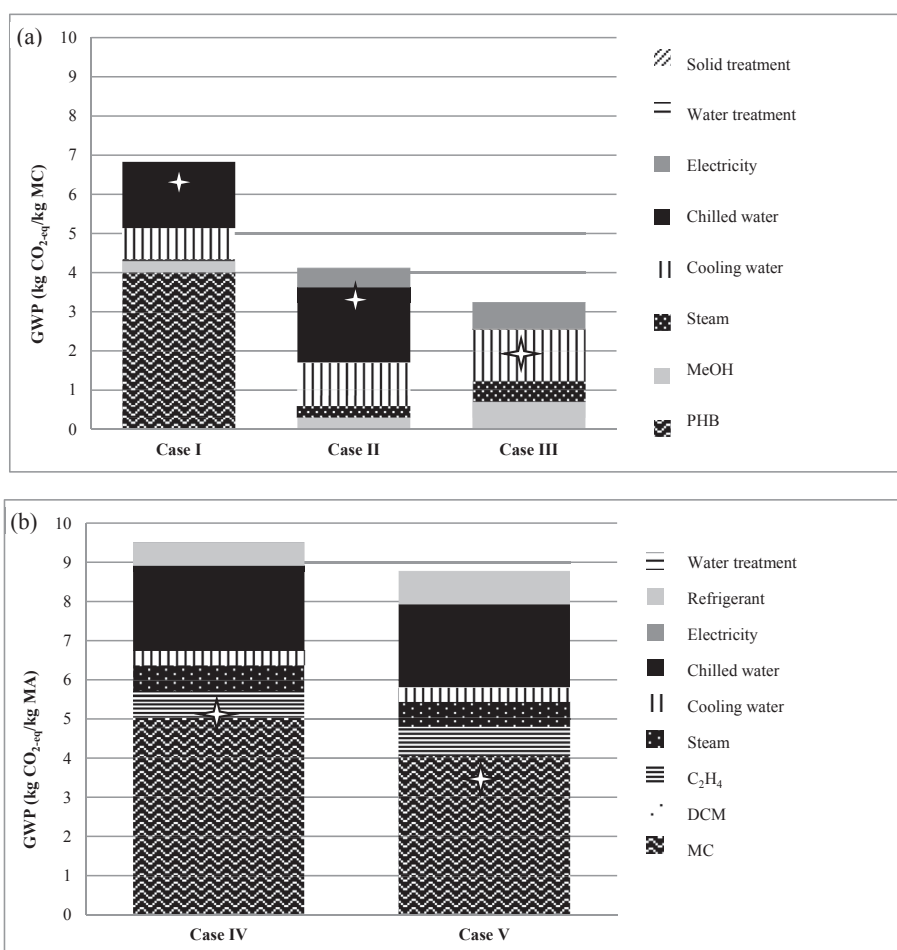 (a)
GWP (kg CO2-eq/kg MC)
10
9
8
7
6
5
4
3
2
1
0
Case I
Case II
Case III
Solid treatment
Water treatment
Electricity
Chilled water
Cooling water
Steam
MeOH
PHB
(b)
GWP (kg CO2-eq/kg MA)
10
9
8
7
6
5
4
3
2
1
0
Case IV
Case V
Water treatment
Refrigerant
Electricity
Chilled water
Cooling water
Steam
C2H4
DCM
MC